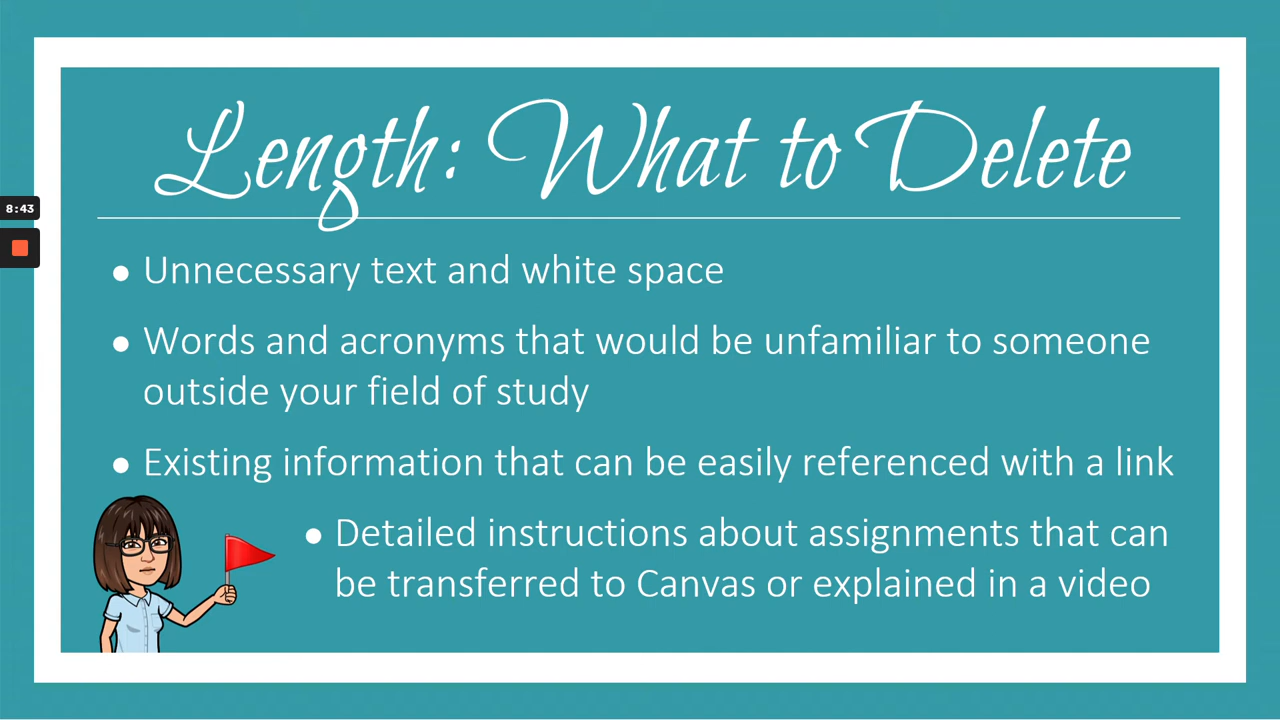 Length: What to Delete
8:43
● Unnecessary text and white space
● Words and acronyms that would be unfamiliar to someone
outside your field of study
● Existing information that can be easily referenced with a link
● Detailed instructions about assignments that can
be transferred to Canvas or explained in a video